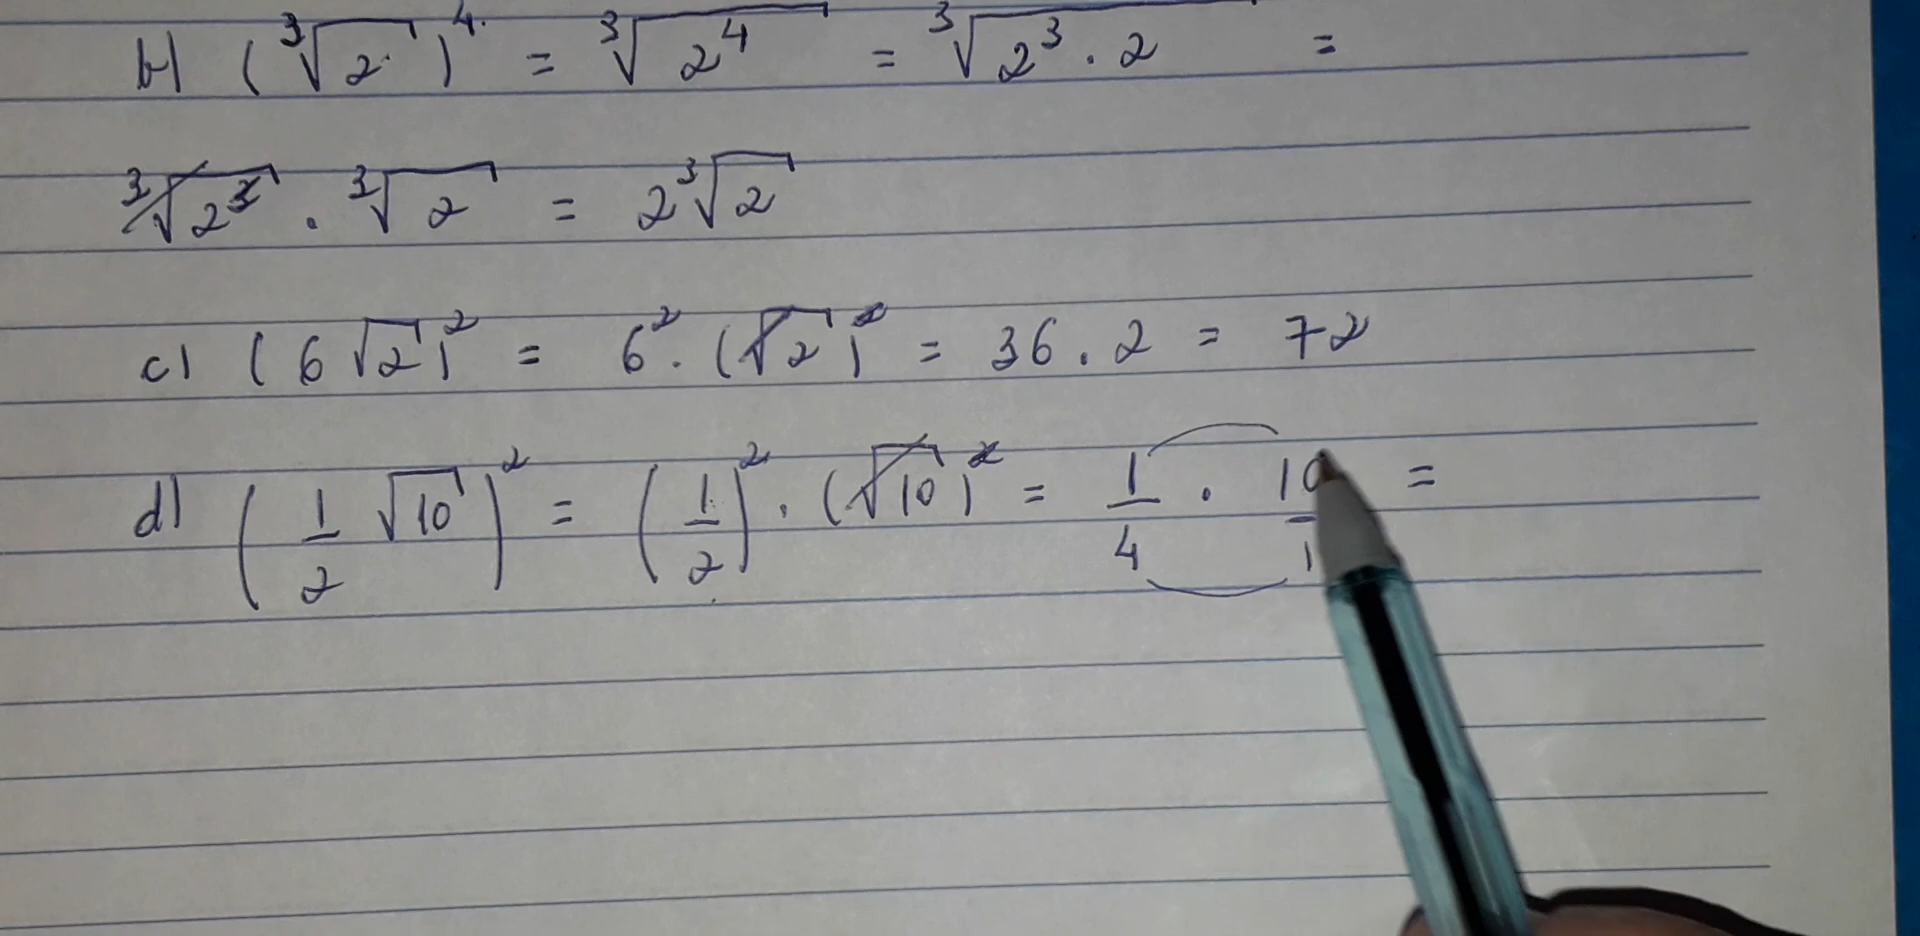 b) (∛2)⁴ = ∛2⁴ = ∛2³ . 2 =
∛2³ . ∛2 = 2∛2
c) (6√2)² = 6² . (√2)² = 36 . 2 = 72
d) (1/2 √10)² = (1/2)² . (√10)² = 1/4 . 10/1 =